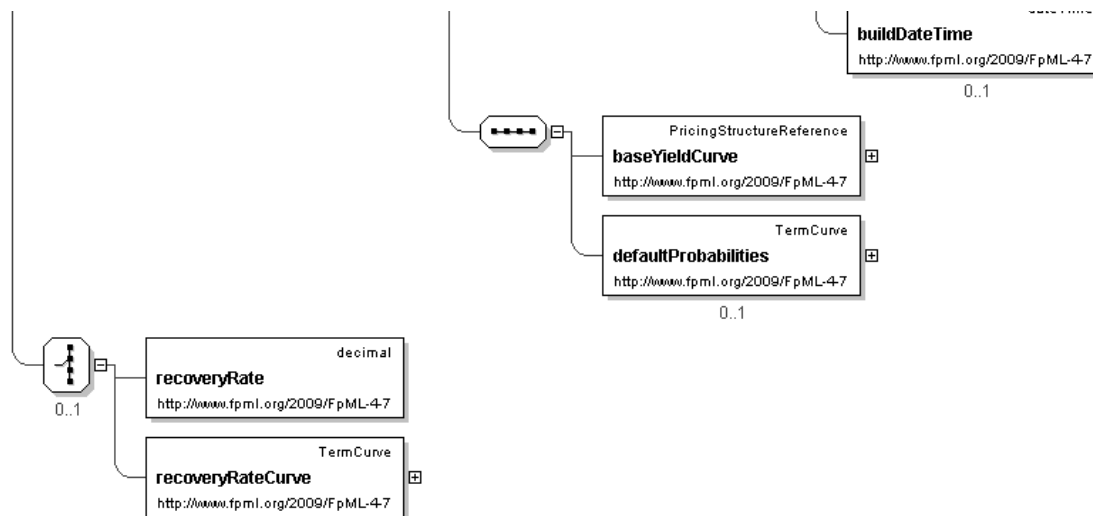 dateTime
buildDateTime
http://www.fpml.org/2009/FpML-4-7
0..1
PricingStructureReference
baseYieldCurve
http://www.fpml.org/2009/FpML-4-7
TermCurve
defaultProbabilities
http://www.fpml.org/2009/FpML-4-7
0..1
decimal
recoveryRate
http://www.fpml.org/2009/FpML-4-7
0..1
TermCurve
recoveryRateCurve
http://www.fpml.org/2009/FpML-4-7